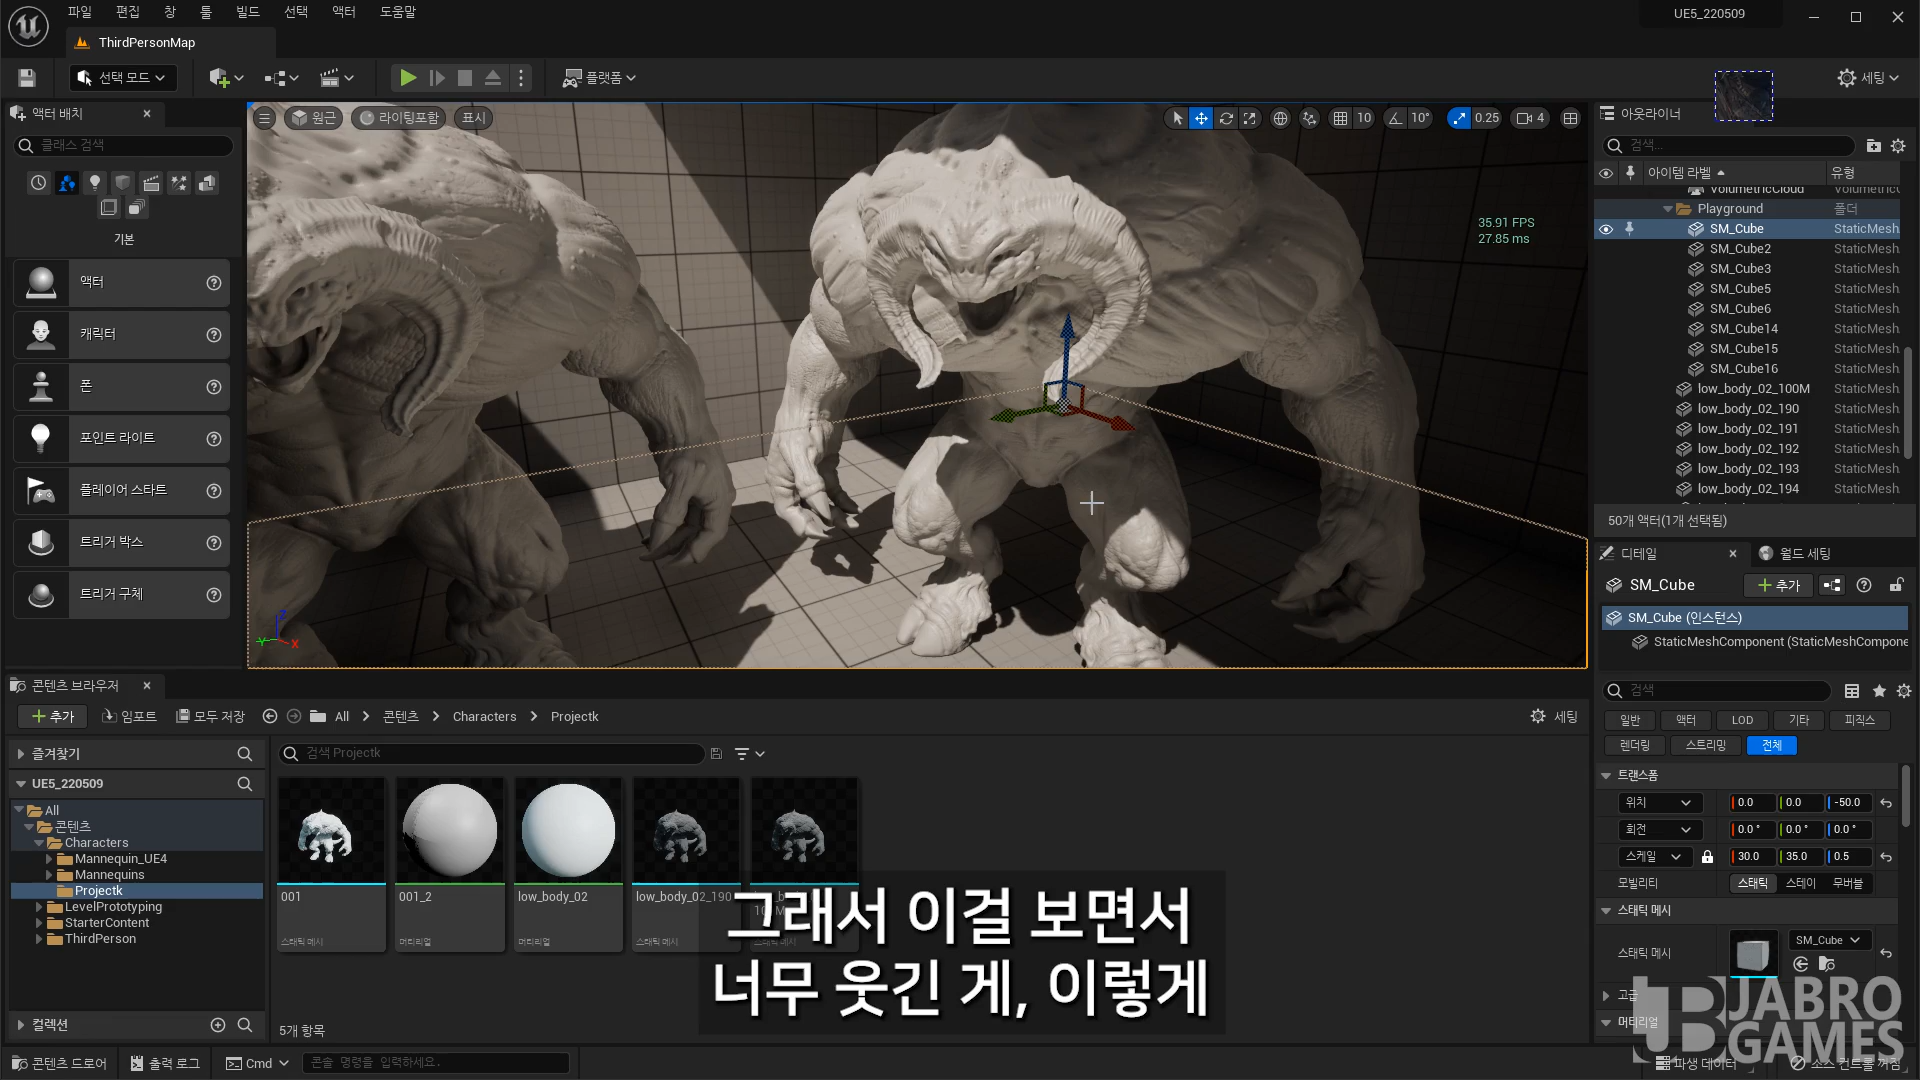 파일 편집 창 툴 빌드 선택 액터 도움말
UE5_220509
ThirdPersonMap
선택 모드
플랫폼
세팅
액터 배치
클래스 검색
기본
액터
캐릭터
폰
포인트 라이트
플레이어 스타트
트리거 박스
트리거 구체
원근 라이팅포함 표시
10 10° 0.25 4
35.91 FPS
27.85 ms
Z
Y
X
아웃라이너
검색...
아이템 라벨 유형
VolumetricCloud
Playground 폴더
SM_Cube StaticMesh
SM_Cube2 StaticMesh
SM_Cube3 StaticMesh
SM_Cube5 StaticMesh
SM_Cube6 StaticMesh
SM_Cube14 StaticMesh
SM_Cube15 StaticMesh
SM_Cube16 StaticMesh
low_body_02_100M StaticMesh
low_body_02_190 StaticMesh
low_body_02_191 StaticMesh
low_body_02_192 StaticMesh
low_body_02_193 StaticMesh
low_body_02_194 StaticMesh
50개 액터(1개 선택됨)
디테일 월드 세팅
SM_Cube 추가
SM_Cube (인스턴스)
StaticMeshComponent (StaticMeshCompone
검색
일반 액터 LOD 기타 피직스
렌더링 스트리밍 전체
트랜스폼
위치 0.0 0.0 -50.0
회전 0.0 ° 0.0 ° 0.0 °
스케일 30.0 35.0 0.5
모빌리티 스태틱 스테이 무버블
스태틱 메시
스태틱 메시 SM_Cube
고급
머티리얼
콘텐츠 브라우저
추가 임포트 모두 저장 All 콘텐츠 Characters Projectk 세팅
즐겨찾기
UE5_220509
All
콘텐츠
Characters
Mannequin_UE4
Mannequins
Projectk
LevelPrototyping
StarterContent
ThirdPerson
컬렉션
검색 Projectk
001
스태틱 메시
001_2
머티리얼
low_body_02
머티리얼
low_body_02_190
스태틱 메시
5개 항목
그래서 이걸 보면서
너무 웃긴 게, 이렇게
JABRO
GAMES
콘텐츠 드로어 출력 로그 Cmd 콘솔 명령을 입력하세요.
파생 데이터 소스 컨트롤 꺼짐